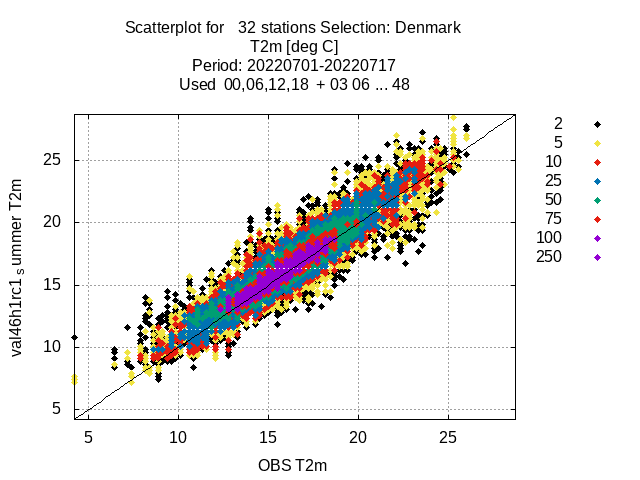 Scatterplot for 32 stations Selection: Denmark
T2m [deg C]
Period: 20220701-20220717
Used 00,06,12,18 + 03 06 ... 48
val46h1rc1 summer T2m
25
20
15
10
5
5 10 15 20 25
OBS T2m
2
5
10
25
50
75
100
250